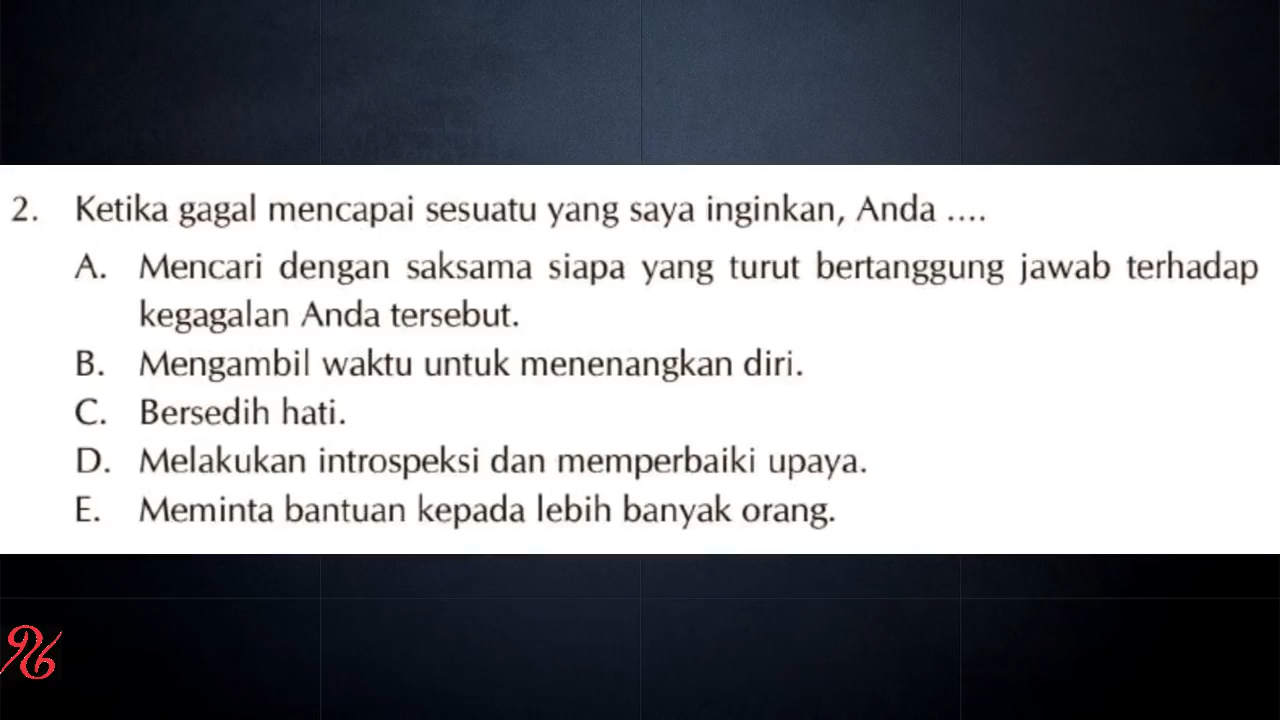 2. Ketika gagal mencapai sesuatu yang saya inginkan, Anda ....
A. Mencari dengan saksama siapa yang turut bertanggung jawab terhadap
kegagalan Anda tersebut.
B. Mengambil waktu untuk menenangkan diri.
C. Bersedih hati.
D. Melakukan introspeksi dan memperbaiki upaya.
E. Meminta bantuan kepada lebih banyak orang.